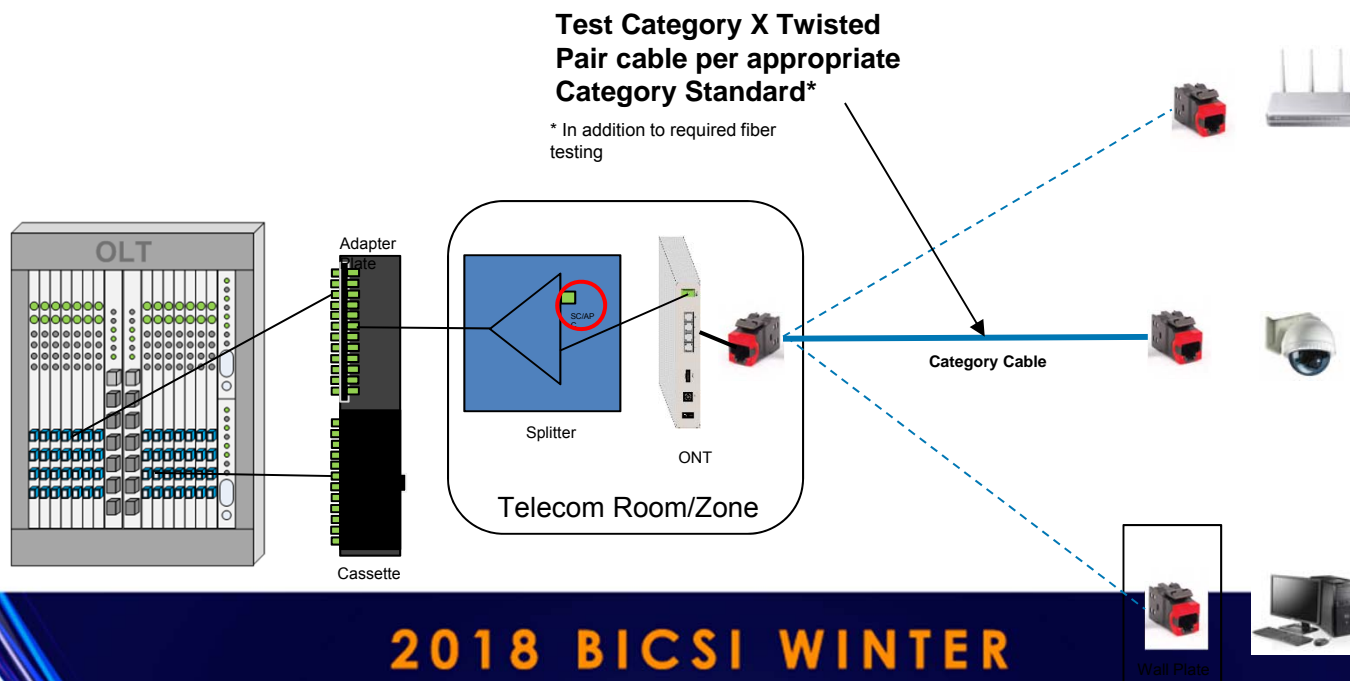 Test Category X Twisted
Pair cable per appropriate
Category Standard*
* In addition to required fiber
testing
OLT
Adapter
Plate
SC/AP
C
Splitter
ONT
Telecom Room/Zone
Cassette
Category Cable
Wall Plate
2018 BICSI WINTER